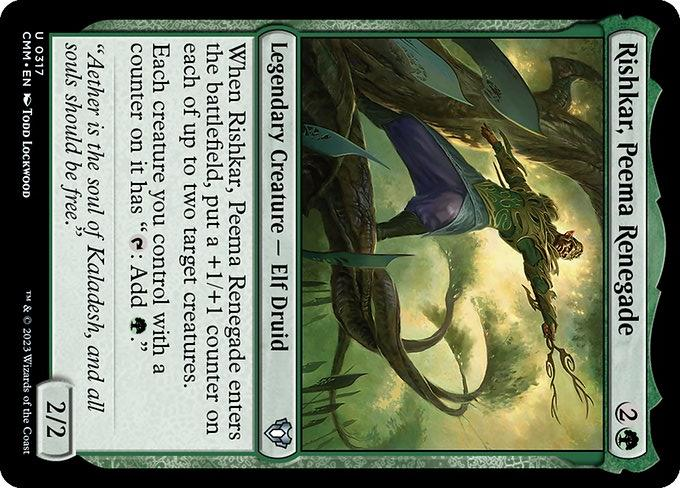 Rishkar, Peema Renegade
2
Legendary Creature — Elf Druid
When Rishkar, Peema Renegade enters
the battlefield, put a +1/+1 counter on
each of up to two target creatures.
Each creature you control with a
counter on it has “: Add .”
“Aether is the soul of Kaladesh, and all
souls should be free.”
2/2
U 0317
CMM • EN Todd Lockwood
™ & © 2023 Wizards of the Coast